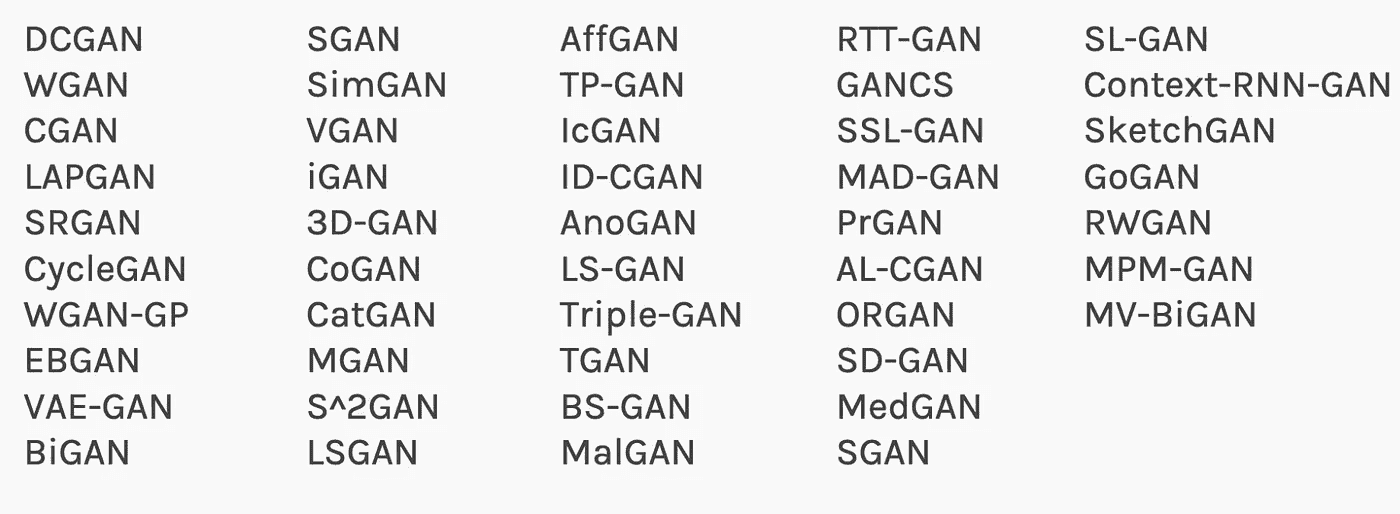 DCGAN
WGAN
CGAN
LAPGAN
SRGAN
CycleGAN
WGAN-GP
EBGAN
VAE-GAN
BiGAN
SGAN
SimGAN
VGAN
iGAN
3D-GAN
CoGAN
CatGAN
MGAN
S^2GAN
LSGAN
AffGAN
TP-GAN
IcGAN
ID-CGAN
AnoGAN
LS-GAN
Triple-GAN
TGAN
BS-GAN
MalGAN
RTT-GAN
GANCS
SSL-GAN
MAD-GAN
PrGAN
AL-CGAN
ORGAN
SD-GAN
MedGAN
SGAN
SL-GAN
Context-RNN-GAN
SketchGAN
GoGAN
RWGAN
MPM-GAN
MV-BiGAN